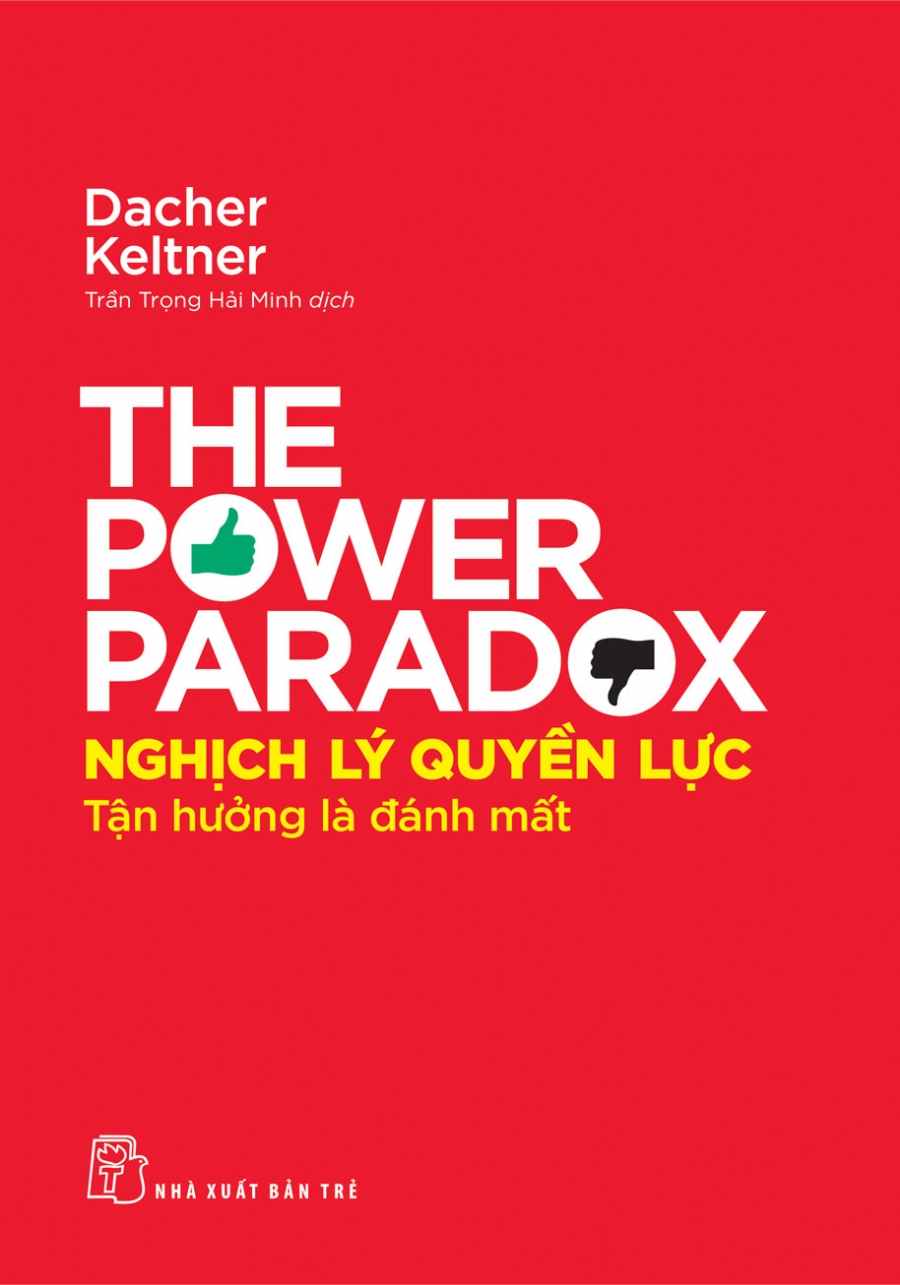 Dacher
Keltner
Trần Trọng Hải Minh dịch
THE
POWER
PARADOX
NGHỊCH LÝ QUYỀN LỰC
Tận hưởng là đánh mất
T
NHÀ XUẤT BẢN TRẺ